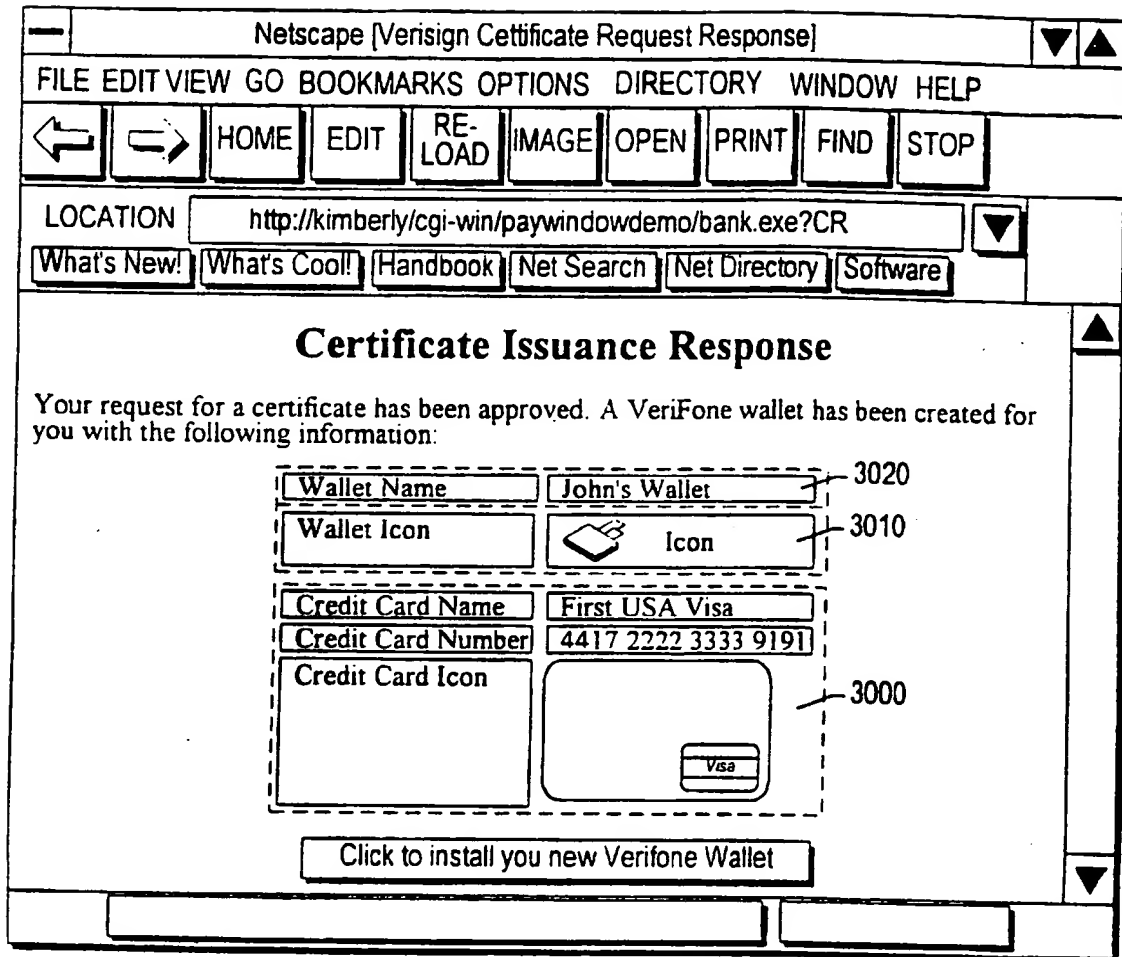 Netscape [Verisign Cettificate Request Response]
FILE EDIT VIEW GO BOOKMARKS OPTIONS DIRECTORY WINDOW HELP
HOME EDIT RE-LOAD IMAGE OPEN PRINT FIND STOP
LOCATION http://kimberly/cgi-win/paywindowdemo/bank.exe?CR
What's New! What's Cool! Handbook Net Search Net Directory Software
Certificate Issuance Response
Your request for a certificate has been approved. A VeriFone wallet has been created for
you with the following information:
Wallet Name John's Wallet 3020
Wallet Icon Icon 3010
Credit Card Name First USA Visa
Credit Card Number 4417 2222 3333 9191
Credit Card Icon 3000
Visa
Click to install you new Verifone Wallet